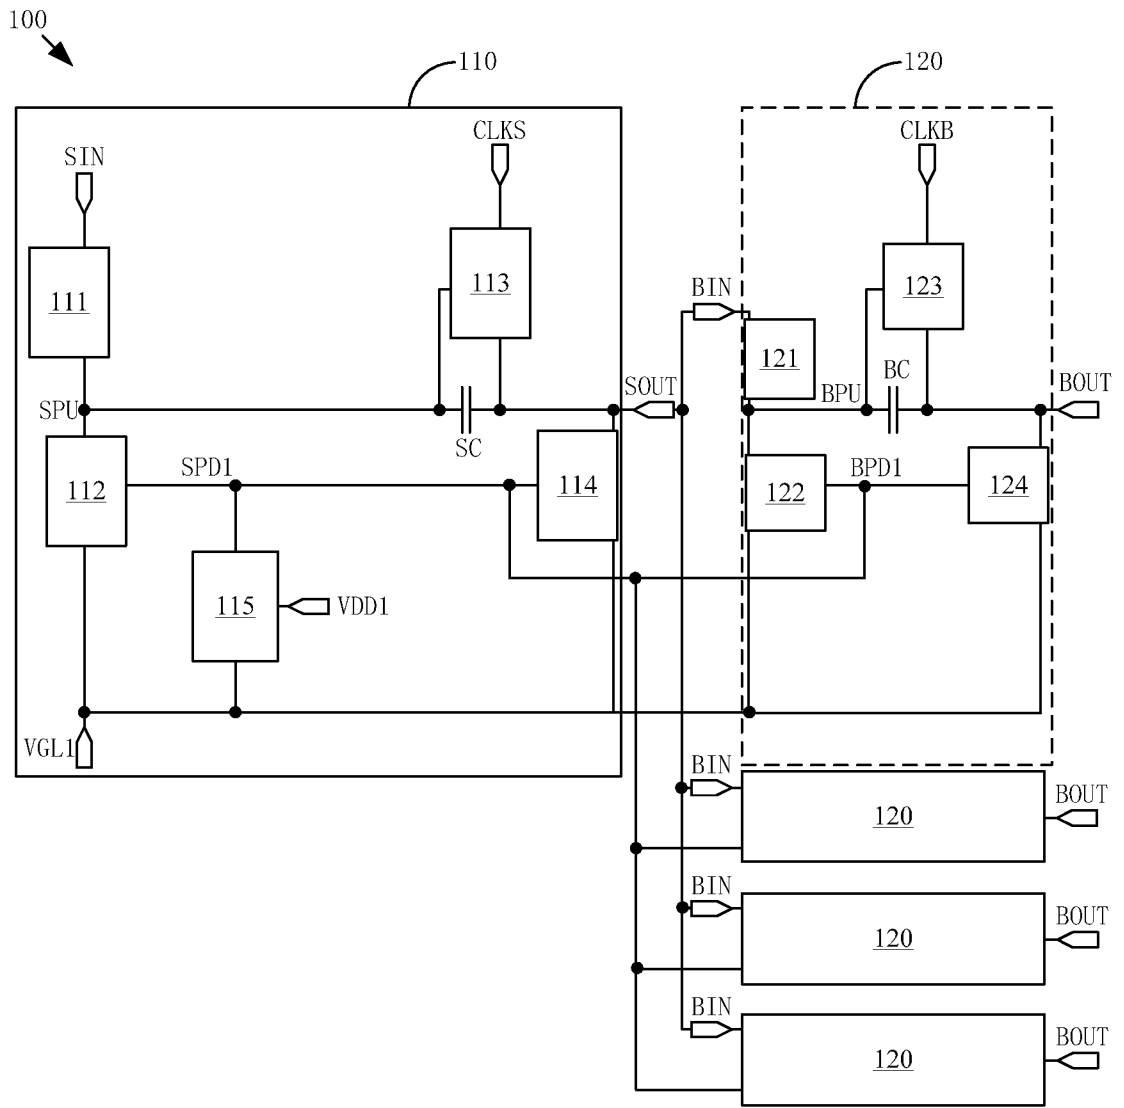 100
110
120
CLKS
CLKB
SIN
111
113
123
BIN
121
SPU
SC
SOUT
BPU
BC
BOUT
112
SPD1
114
122
BPD1
124
115
VDD1
VGL1
BIN
120
BOUT
BIN
120
BOUT
BIN
120
BOUT